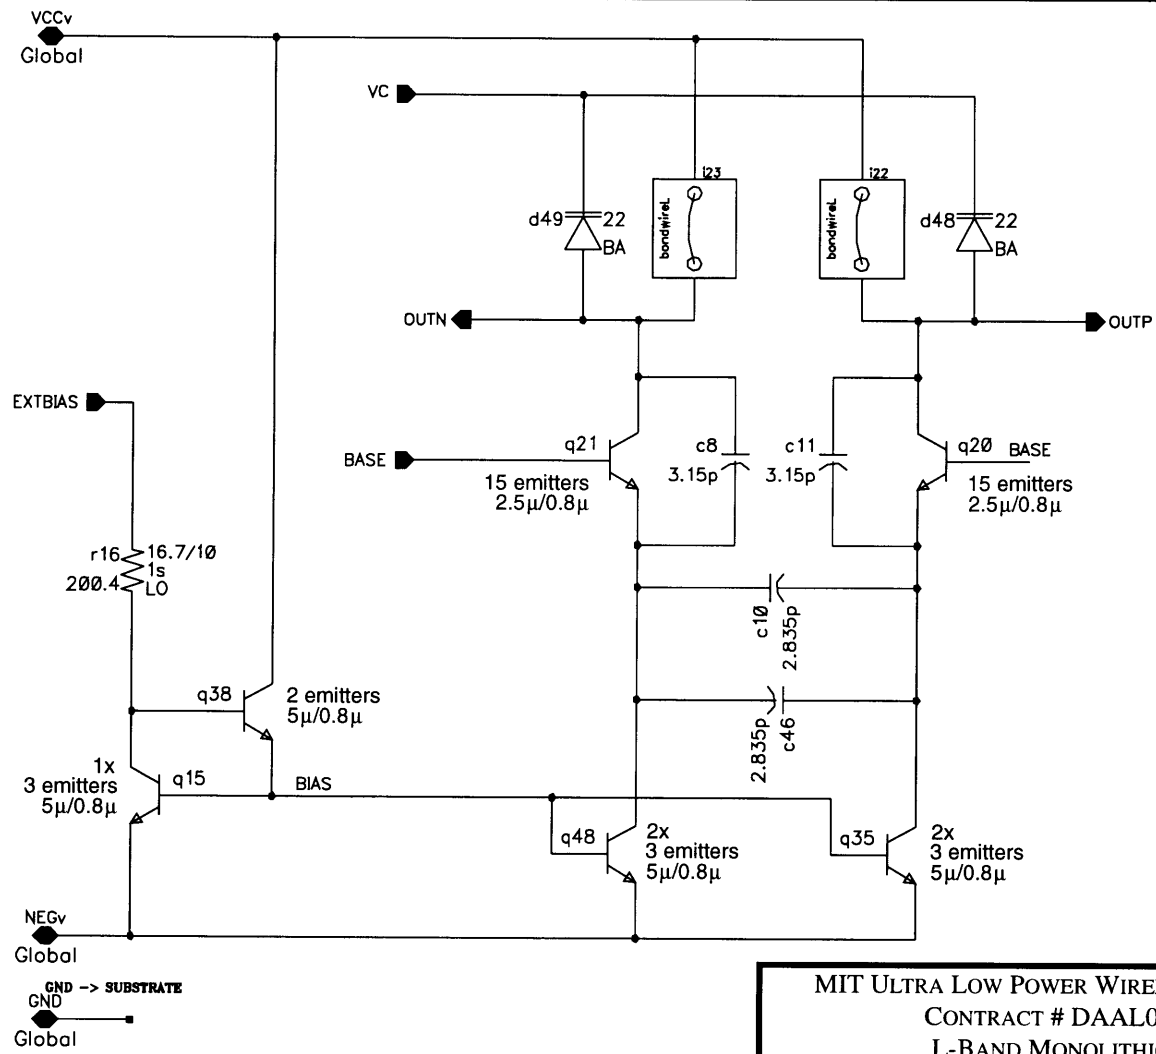 VCCv
Global
VC
i23
bondwireL
i22
bondwireL
d49
22
BA
d48
22
BA
OUTN
OUTP
EXTBIAS
BASE
q21
15 emitters
2.5µ/0.8µ
c8
3.15p
c11
3.15p
q20
BASE
15 emitters
2.5µ/0.8µ
r16
16.7/10
200.4
1s
LO
c10
2.835p
2.835p
c46
q38
2 emitters
5µ/0.8µ
1x
3 emitters
5µ/0.8µ
q15
BIAS
q48
2x
3 emitters
5µ/0.8µ
q35
2x
3 emitters
5µ/0.8µ
NEGv
Global
GND -> SUBSTRATE
GND
Global
MIT ULTRA LOW POWER WIRE
CONTRACT # DAAL0
L-BAND MONOLITHI